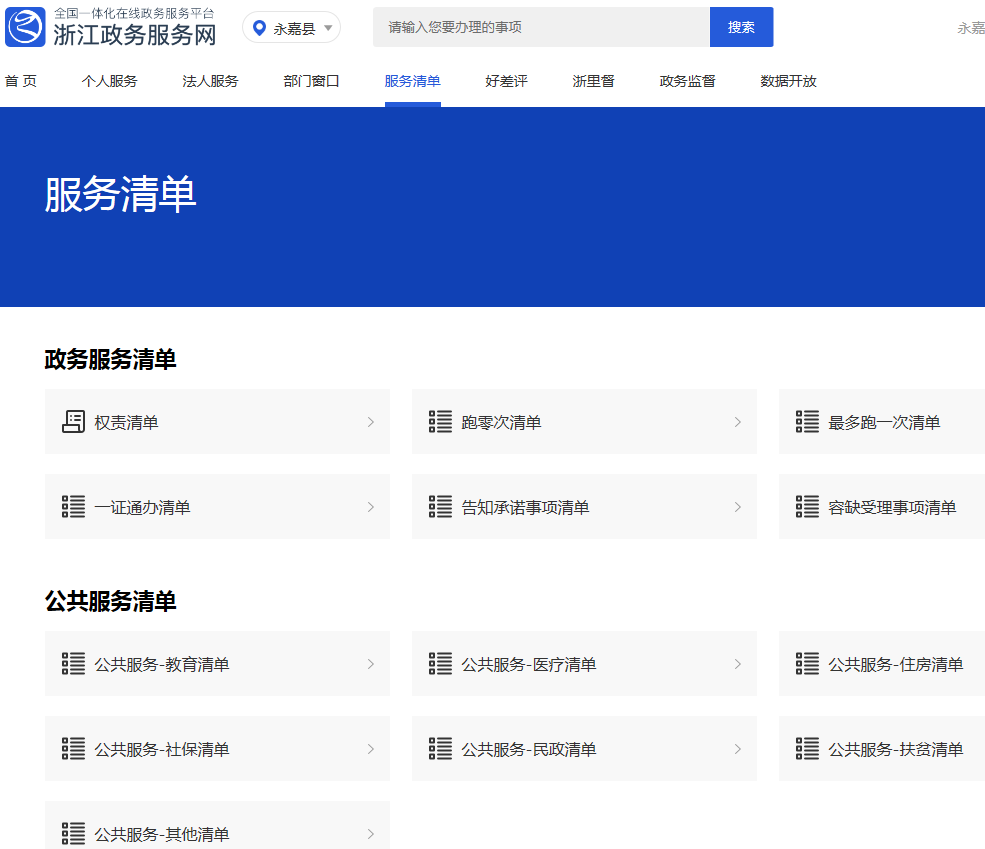 全国一体化在线政务服务平台
浙江政务服务网
永嘉县
请输入您要办理的事项
搜索
永嘉
首页 个人服务 法人服务 部门窗口 服务清单 好差评 浙里督 政务监督 数据开放
服务清单
政务服务清单
权责清单 跑零次清单 最多跑一次清单
一证通办清单 告知承诺事项清单 容缺受理事项清单
公共服务清单
公共服务-教育清单 公共服务-医疗清单 公共服务-住房清单
公共服务-社保清单 公共服务-民政清单 公共服务-扶贫清单
公共服务-其他清单